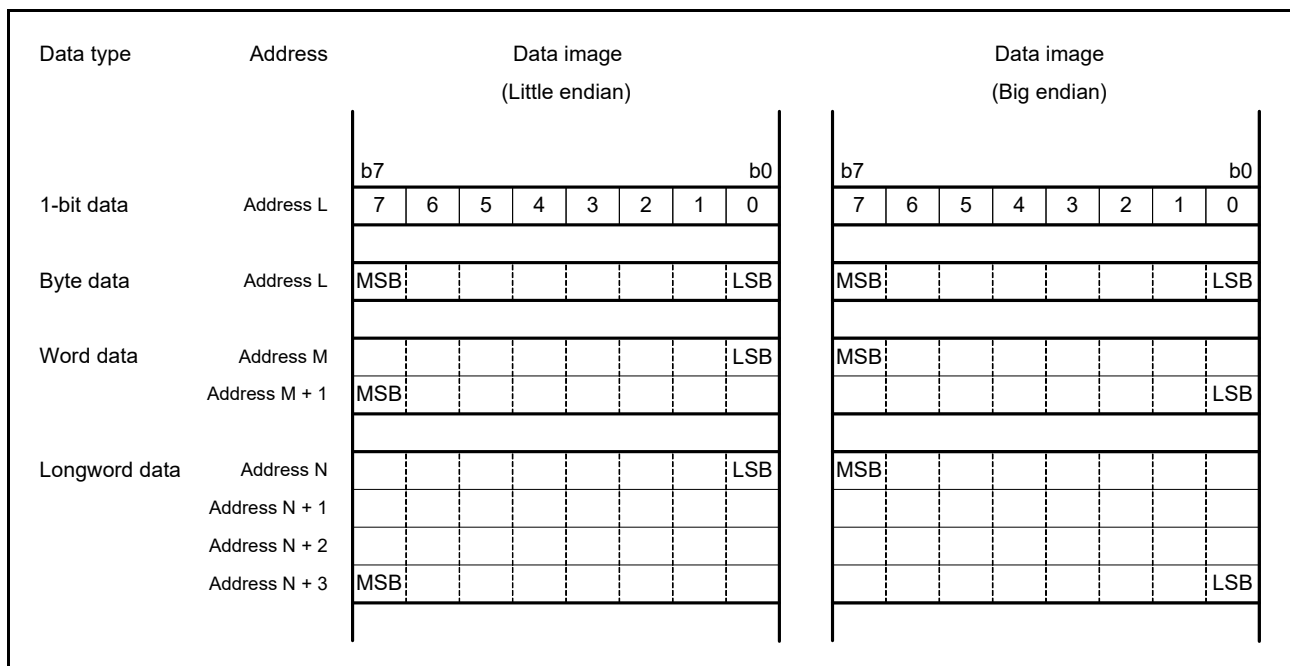 Data type Address Data image Data image
(Little endian) (Big endian)
b7 b0 b7 b0
1-bit data Address L 7 6 5 4 3 2 1 0 7 6 5 4 3 2 1 0
Byte data Address L MSB LSB MSB LSB
Word data Address M LSB MSB
Address M + 1 MSB LSB
Longword data Address N LSB MSB
Address N + 1
Address N + 2
Address N + 3 MSB LSB